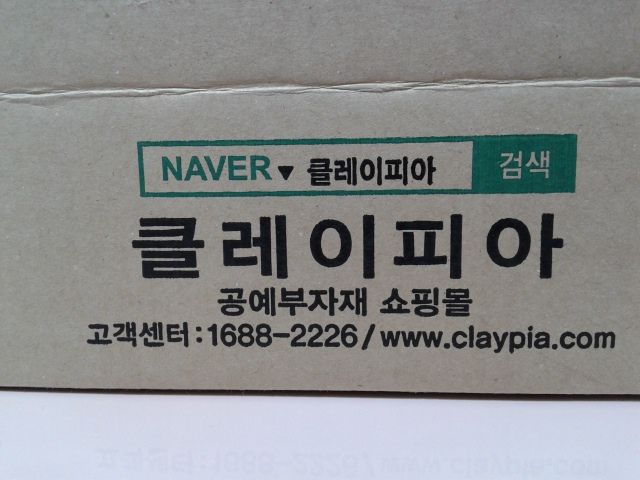 NAVER▼ 클레이피아 검색
클레이피아
공예부자재 쇼핑몰
고객센터:1688-2226/www.claypia.com